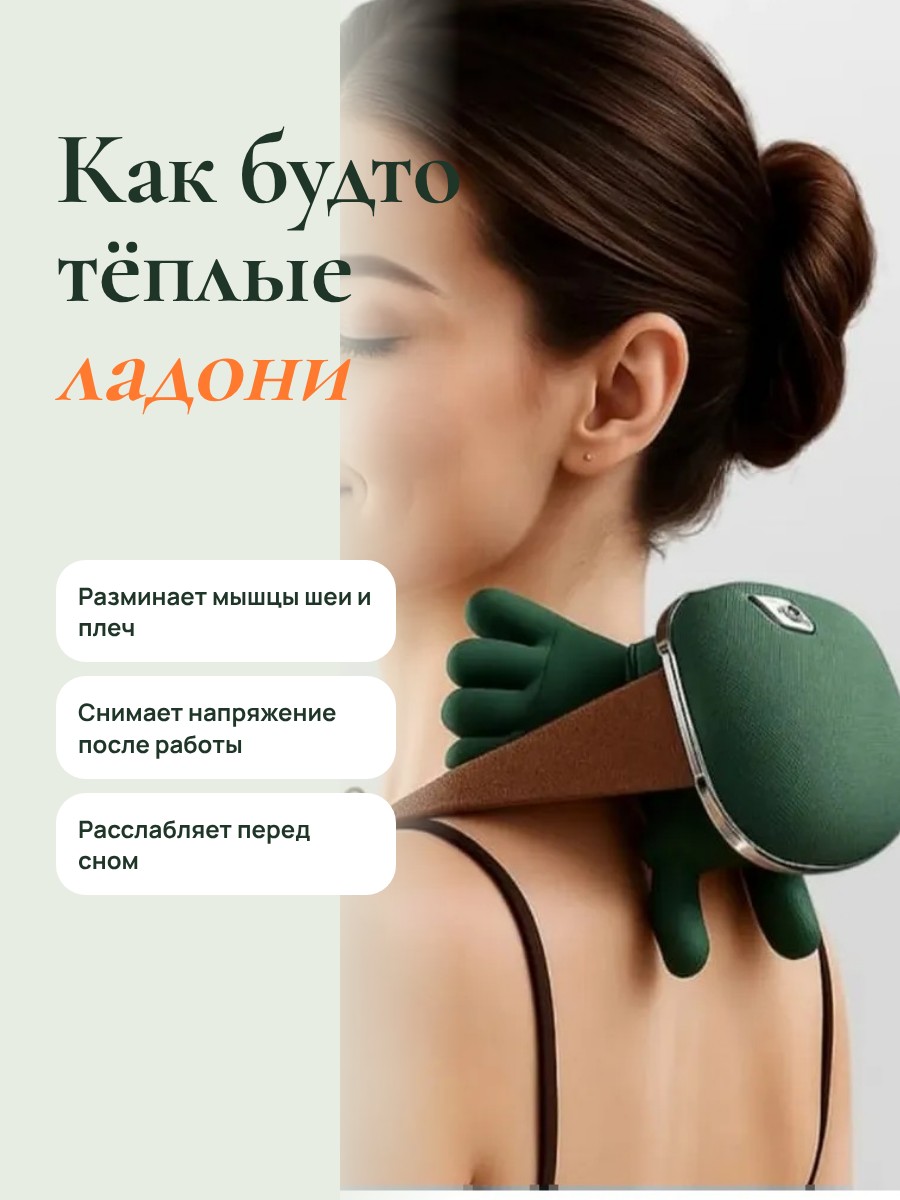 Как будто
тёплые
ладони
Разминает мышцы шеи и
плеч
Снимает напряжение
после работы
Расслабляет перед
сном